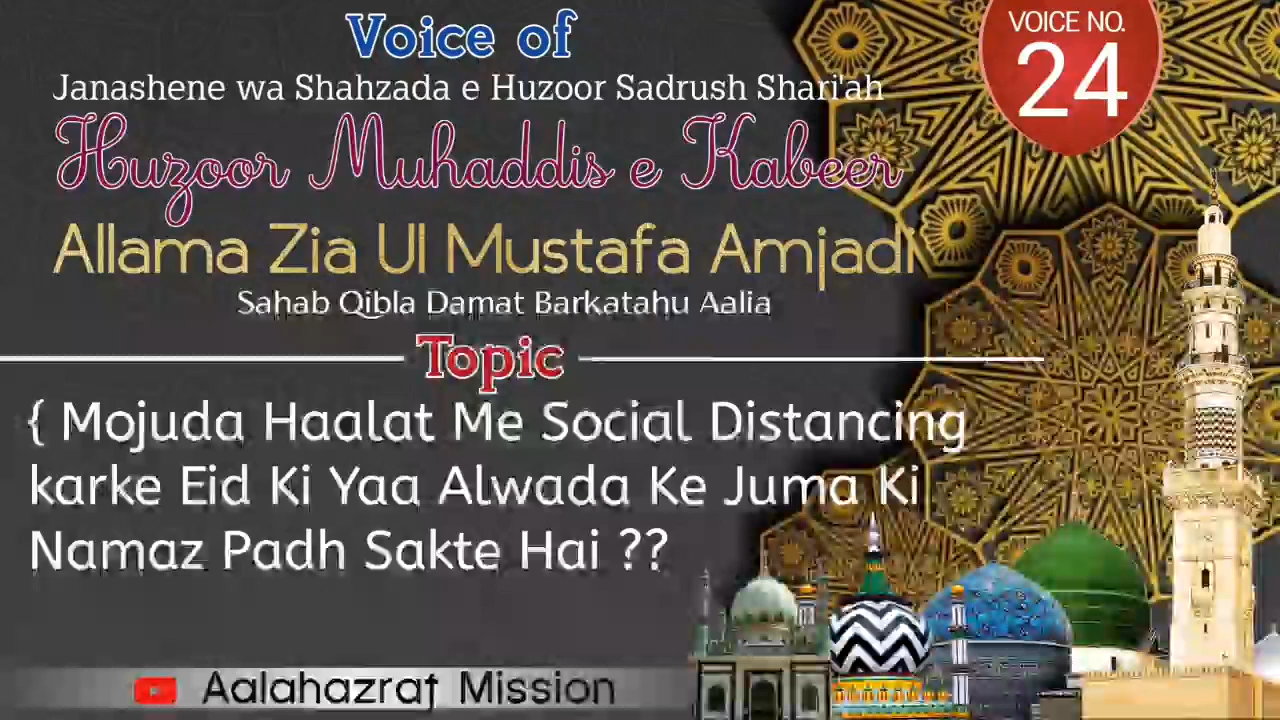 Voice of
VOICE NO.
24
Janashene wa Shahzada e Huzoor Sadrush Shari'ah
Huzoor Muhaddis e Kabeer
Allama Zia Ul Mustafa Amjadi
Sahab Qibla Damat Barkatahu Aalia
Topic
{ Mojuda Haalat Me Social Distancing
karke Eid Ki Yaa Alwada Ke Juma Ki
Namaz Padh Sakte Hai ??
Aalahazrat Mission